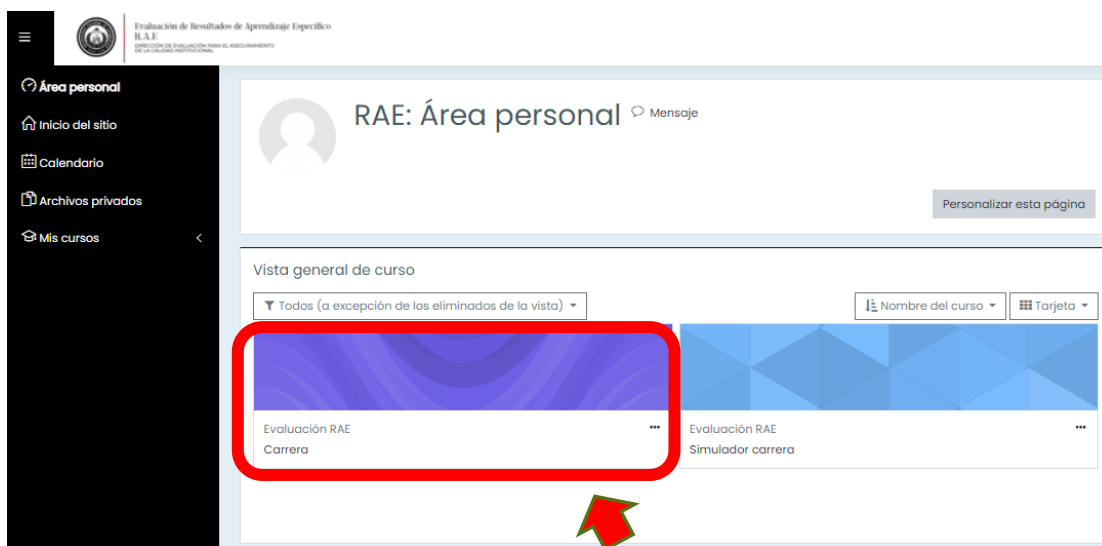 Evaluación de Resultados de Aprendizaje Específico
R.A.E
DIRECCIÓN DE EVALUACIÓN PARA EL ASEGURAMIENTO
DE LA CALIDAD INSTITUCIONAL
Área personal
Inicio del sitio
Calendario
Archivos privados
Mis cursos
RAE: Área personal
Mensaje
Personalizar esta página
Vista general de curso
Todos (a excepción de los eliminados de la vista)
Nombre del curso
Tarjeta
Evaluación RAE
Carrera
Evaluación RAE
Simulador carrera